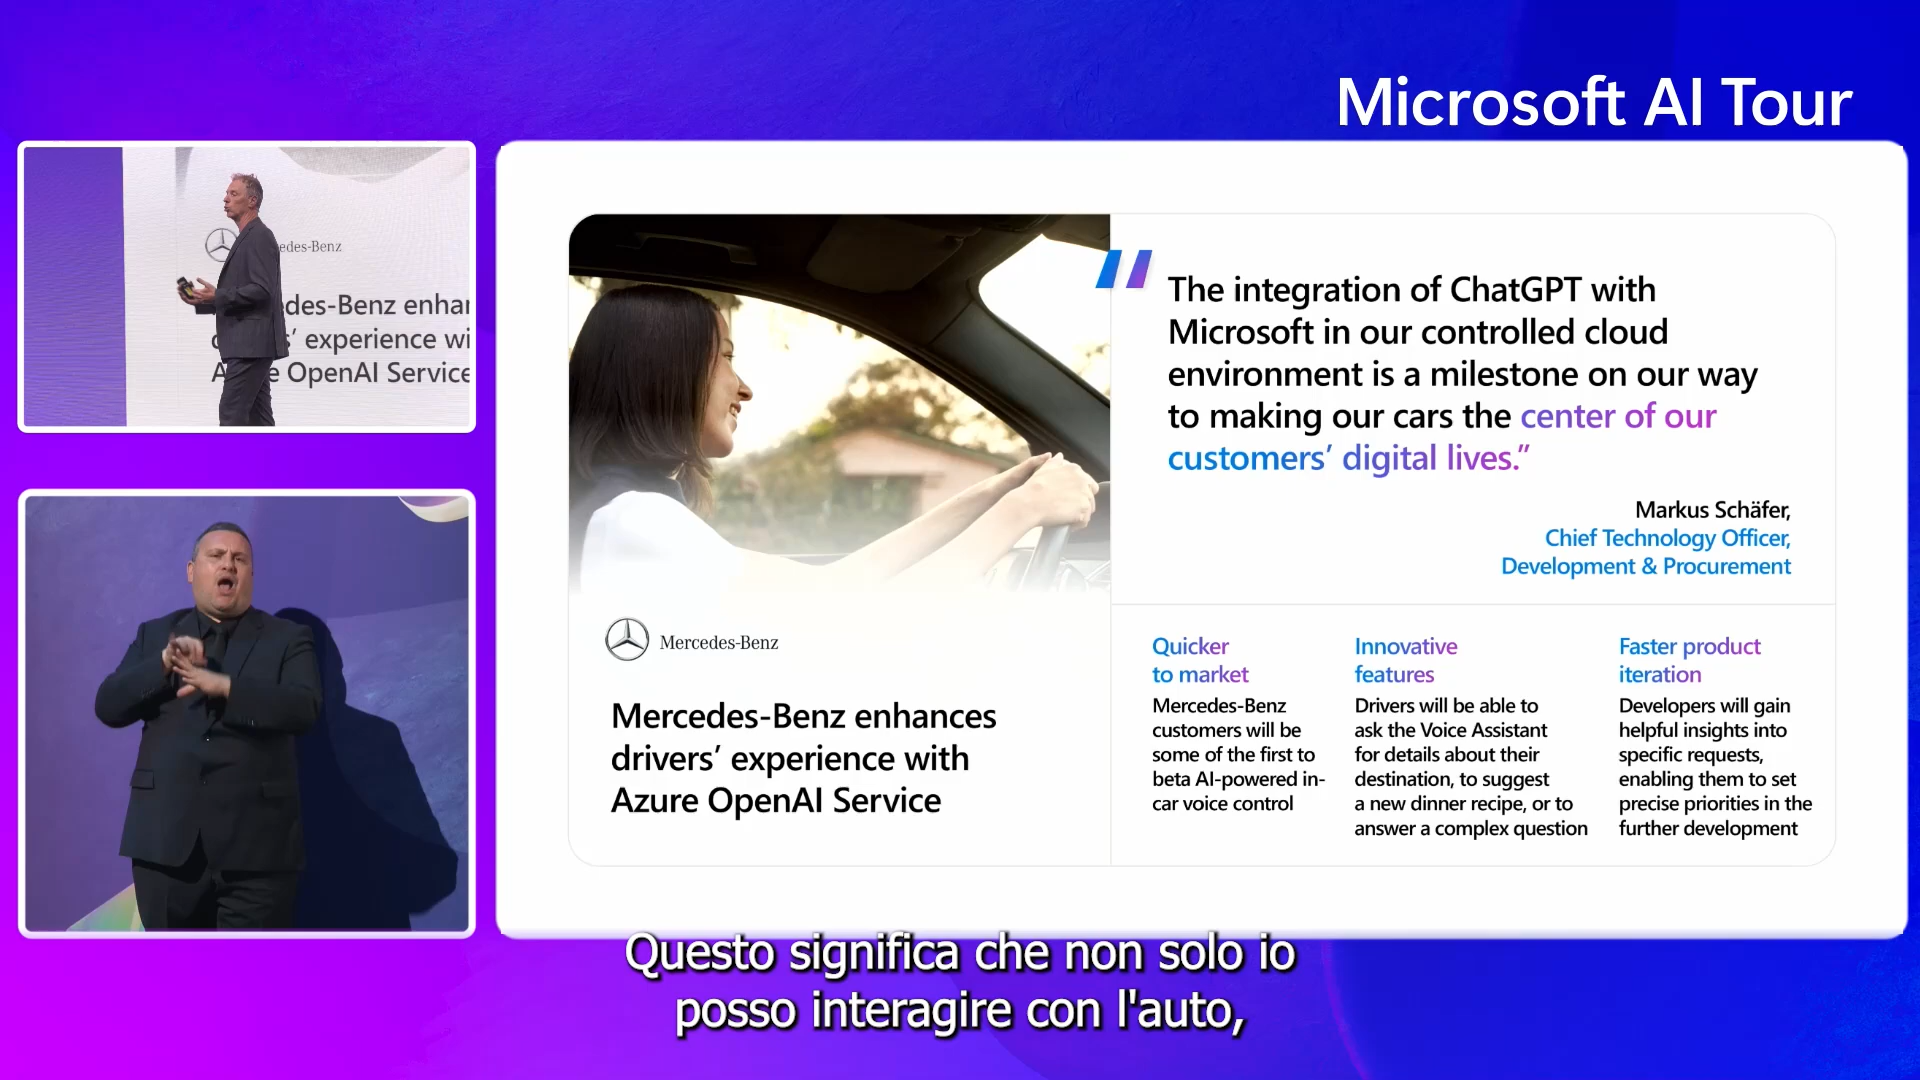 Microsoft AI Tour
edes-Benz
edes-Benz enhan
s' experience wi
e OpenAI Service
"The integration of ChatGPT with
Microsoft in our controlled cloud
environment is a milestone on our way
to making our cars the center of our
customers’ digital lives.”
Markus Schäfer,
Chief Technology Officer,
Development & Procurement
Mercedes-Benz
Mercedes-Benz enhances
drivers’ experience with
Azure OpenAI Service
Quicker
to market
Mercedes-Benz
customers will be
some of the first to
beta AI-powered in-
car voice control
Innovative
features
Drivers will be able to
ask the Voice Assistant
for details about their
destination, to suggest
a new dinner recipe, or to
answer a complex question
Faster product
iteration
Developers will gain
helpful insights into
specific requests,
enabling them to set
precise priorities in the
further development
Questo significa che non solo io
posso interagire con l'auto,